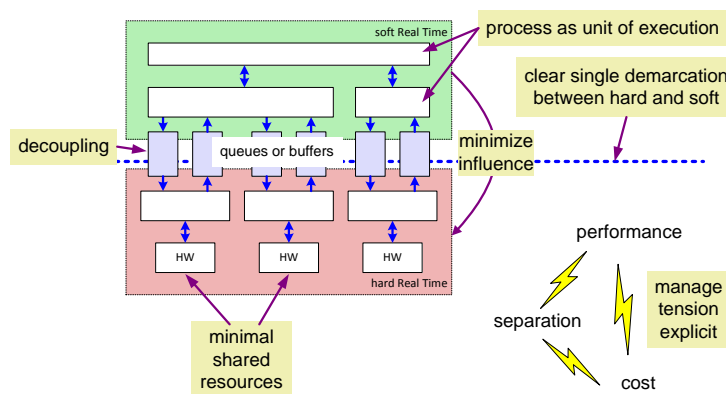 soft Real Time
process as unit of execution
clear single demarcation
between hard and soft
decoupling
queues or buffers
minimize
influence
HW
HW
HW
hard Real Time
minimal
shared
resources
performance
separation
cost
manage
tension
explicit